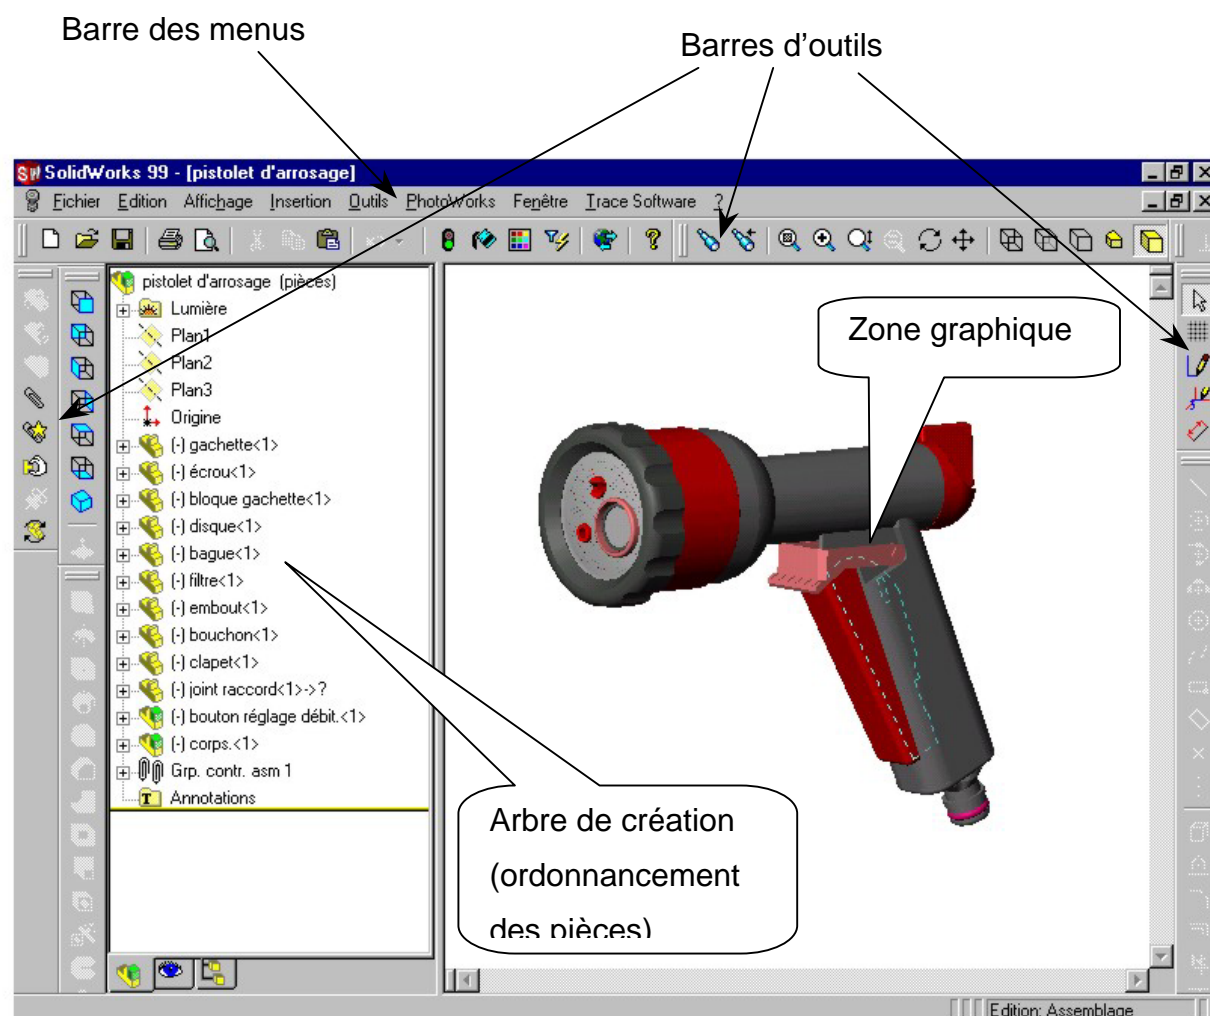 Barre des menus
Barres d'outils
SW SolidWorks 99 - [pistolet d'arrosage]
Fichier Edition Affichage Insertion Outils PhotoWorks Fenêtre Trace Software ?
pistolet d'arrosage (pièces)
Lumière
Plan1
Plan2
Plan3
Origine
(-) gachette<1>
(-) écrou<1>
(-) bloque gachette<1>
(-) disque<1>
(-) bague<1>
(-) filtre<1>
(-) embout<1>
(-) bouchon<1>
(-) clapet<1>
(-) joint raccord<1>->?
(-) bouton réglage débit.<1>
(-) corps.<1>
Grp. contr. asm 1
Annotations
Zone graphique
Arbre de création
(ordonnancement
des pièces)
Edition: Assemblage